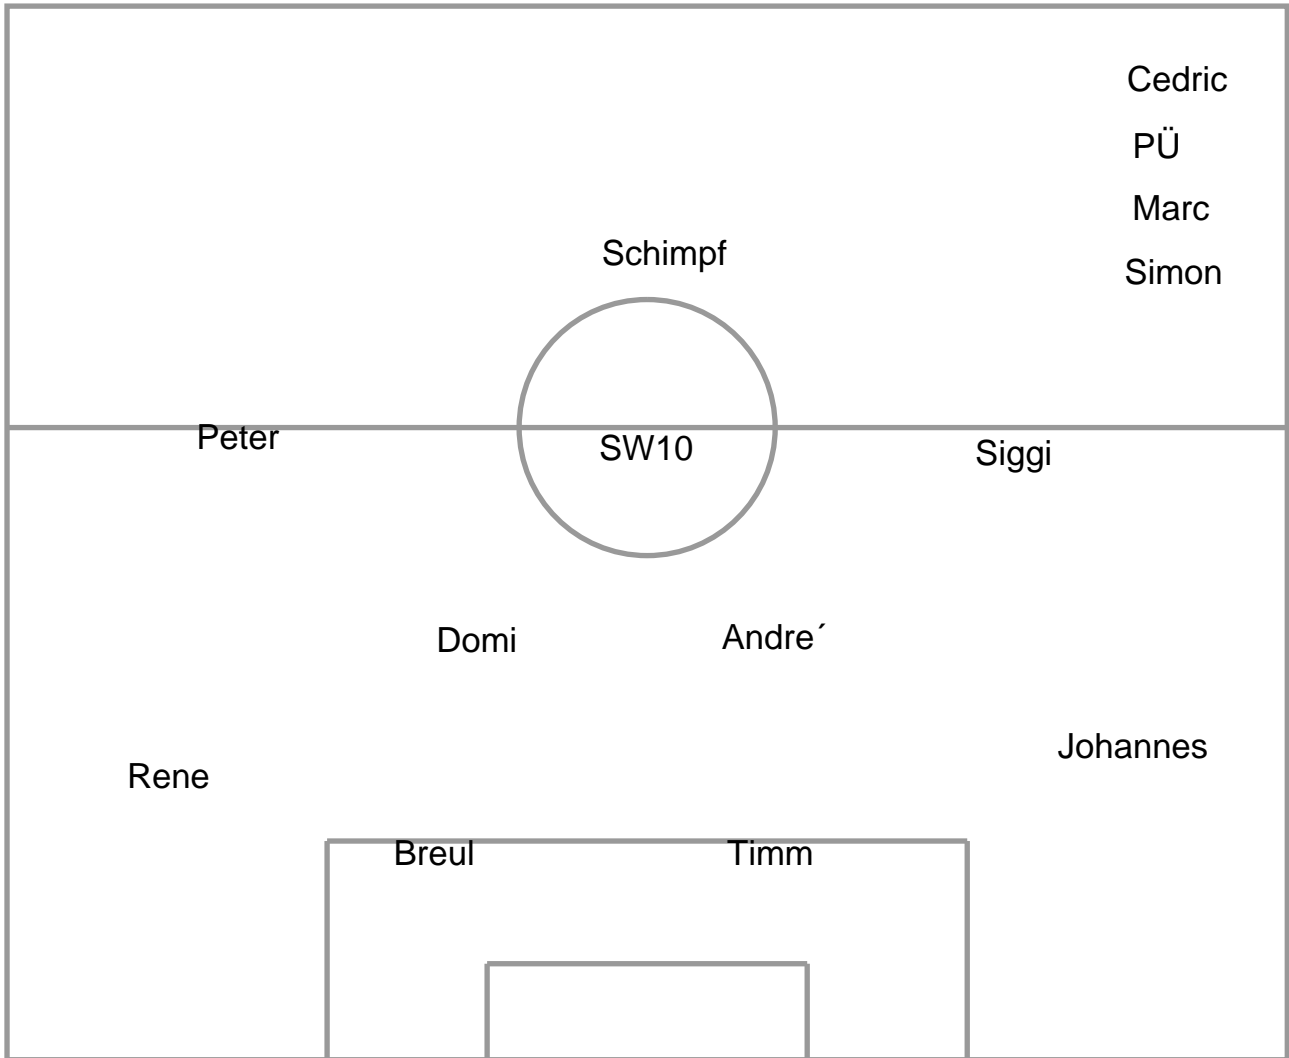 Cedric
PÜ
Marc
Schimpf
Simon
Peter
SW10
Siggi
Domi
Andre´
Johannes
Rene
Breul
Timm